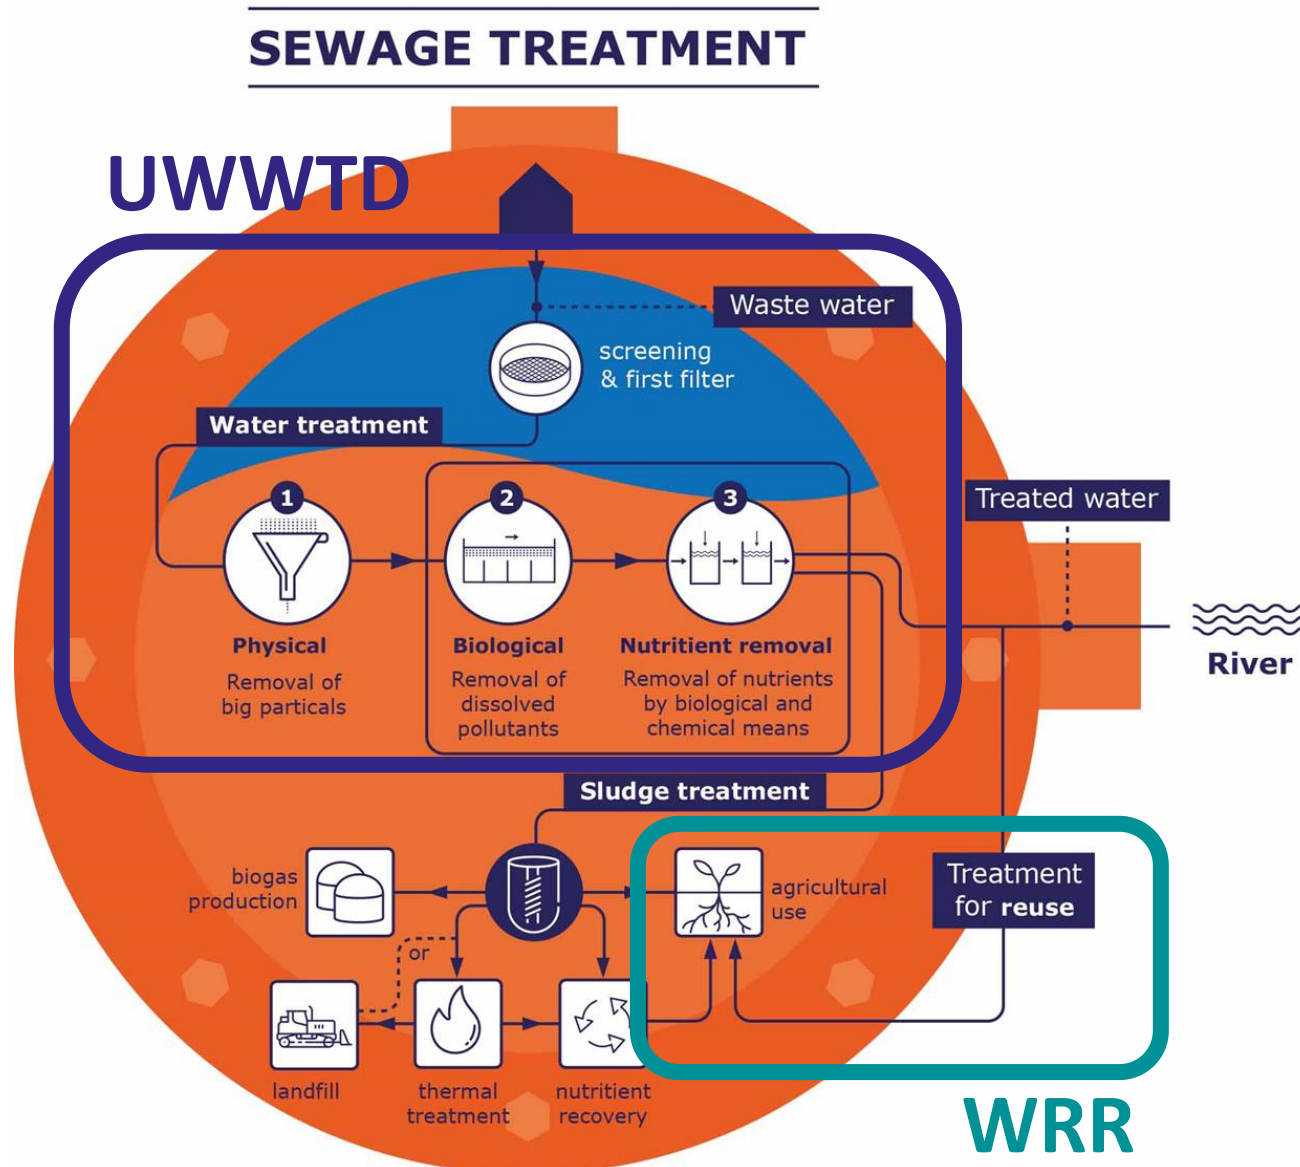 SEWAGE TREATMENT
UWWTD
Waste water
screening
& first filter
Water treatment
1
2
3
Treated water
Physical
Removal of
big particals
Biological
Removal of
dissolved
pollutants
Nutritient removal
Removal of nutrients
by biological and
chemical means
River
Sludge treatment
biogas
production
agricultural
use
Treatment
for reuse
or
landfill
thermal
treatment
nutritient
recovery
WRR